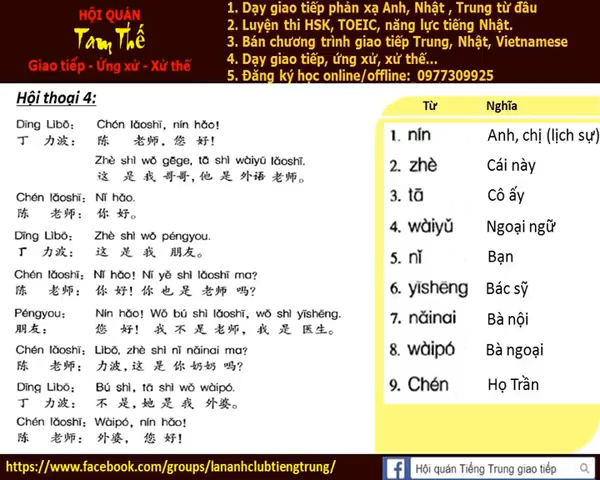 HỘI QUÁN
Tam Thế
Giao tiếp - Ứng xử - Xử thế
1. Dạy giao tiếp phản xạ Anh, Nhật , Trung từ đầu
2. Luyện thi HSK, TOEIC, năng lực tiếng Nhật.
3. Bán chương trình giao tiếp Trung, Nhật, Vietnamese
4. Dạy giao tiếp, ứng xử, xử thế...
5. Đăng ký học online/offline: 0977309925
Hội thoại 4:
Dīng Lìbō: Chén lǎoshī, nín hǎo!
丁 力波: 陈 老师, 您 好!
Zhè shì wǒ gēge, tā shì wàiyǔ lǎoshī.
这 是 我 哥哥, 他 是 外语 老师。
Chén lǎoshī: Nǐ hǎo.
陈 老师: 你 好。
Dīng Lìbō: Zhè shì wǒ péngyou.
丁 力波: 这 是 我 朋友。
Chén lǎoshī: Nǐ hǎo! Nǐ yě shì lǎoshī ma?
陈 老师: 你 好! 你 也 是 老师 吗?
Péngyou: Nín hǎo! Wǒ bú shì lǎoshī, wǒ shì yīshēng.
朋友: 您 好! 我 不 是 老师, 我 是 医生。
Chén lǎoshī: Lìbō, zhè shì nǐ nǎinai ma?
陈 老师: 力波, 这 是 你 奶奶 吗?
Dīng Lìbō: Bú shì, tā shì wǒ wàipó.
丁 力波: 不 是, 她 是 我 外婆。
Chén lǎoshī: Wàipó, nín hǎo!
陈 老师: 外婆, 您 好!
Từ Nghĩa
1. nín Anh, chị (lịch sự)
2. zhè Cái này
3. tā Cô ấy
4. wàiyǔ Ngoại ngữ
5. nǐ Bạn
6. yīshēng Bác sỹ
7. nǎinai Bà nội
8. wàipó Bà ngoại
9. Chén Họ Trần
https://www.facebook.com/groups/lananhclubtiengtrung/
f Hội quán Tiếng Trung giao tiếp